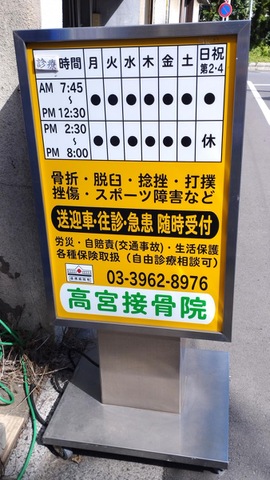 診療時間 月 火 水 木 金 土 日祝 第2・4
AM 7:45 〜 PM 12:30 ● ● ● ● ● ● ●
PM 2:30 〜 PM 8:00 ● ● ● ● ● ● 休
骨折・脱臼・捻挫・打撲
挫傷・スポーツ障害など
送迎車・往診・急患 随時受付
労災・自賠責(交通事故)・生活保護
各種保険取扱(自由診療相談可)
03-3962-8976
高宮接骨院